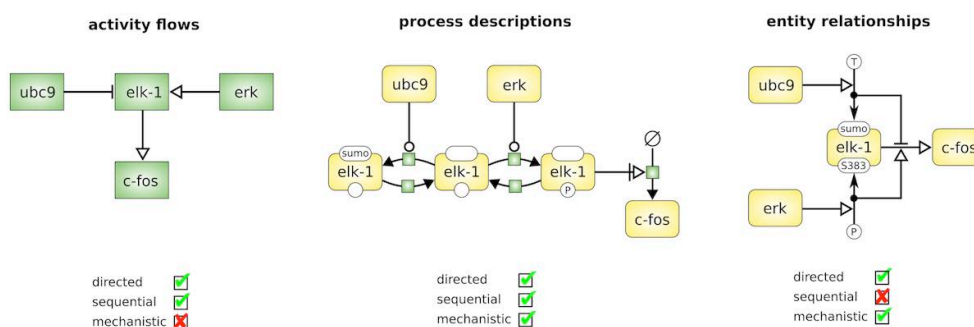 activity flows
ubc9
elk-1
erk
c-fos
directed
sequential
mechanistic
process descriptions
ubc9
erk
sumo
elk-1
elk-1
elk-1
P
c-fos
directed
sequential
mechanistic
entity relationships
T
ubc9
sumo
elk-1
c-fos
S383
erk
P
directed
sequential
mechanistic